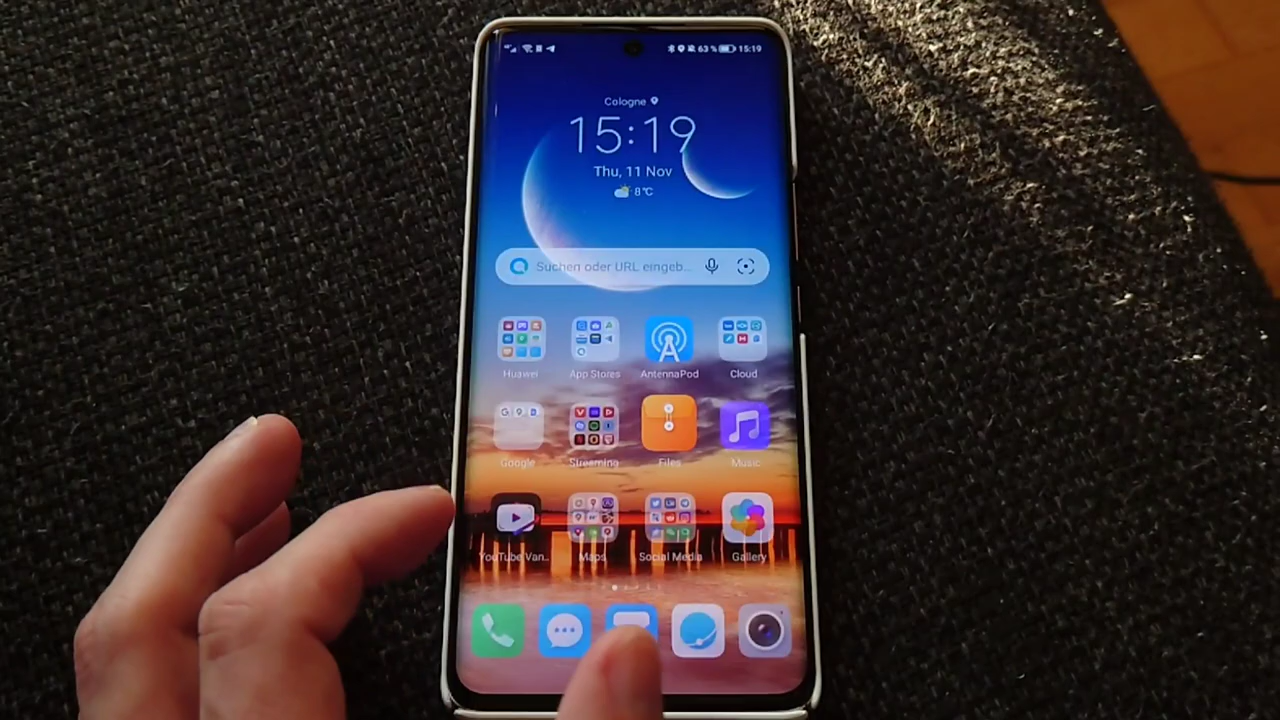 63 % 15:19
Cologne
15:19
Thu, 11 Nov
8°C
Suchen oder URL eingeb...
Huawei App Stores AntennaPod Cloud
Google Streaming Files Music
YouTube Van.. Maps Social Media Gallery